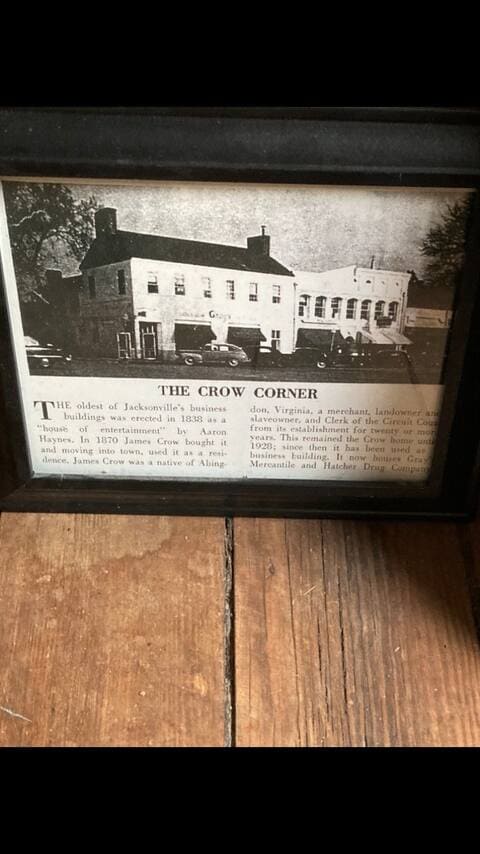 THE CROW CORNER
THE oldest of Jacksonville's business
buildings was erected in 1838 as a
"house of entertainment" by Aaron
Haynes. In 1870 James Crow bought it
and moving into town, used it as a resi-
dence. James Crow was a native of Abing-
don, Virginia, a merchant, landowner and
slaveowner, and Clerk of the Circuit
from its establishment for twenty or more
years. This remained the Crow home
1928; since then it has been used as
business building. It now houses
Mercantile and Hatcher Drug Company